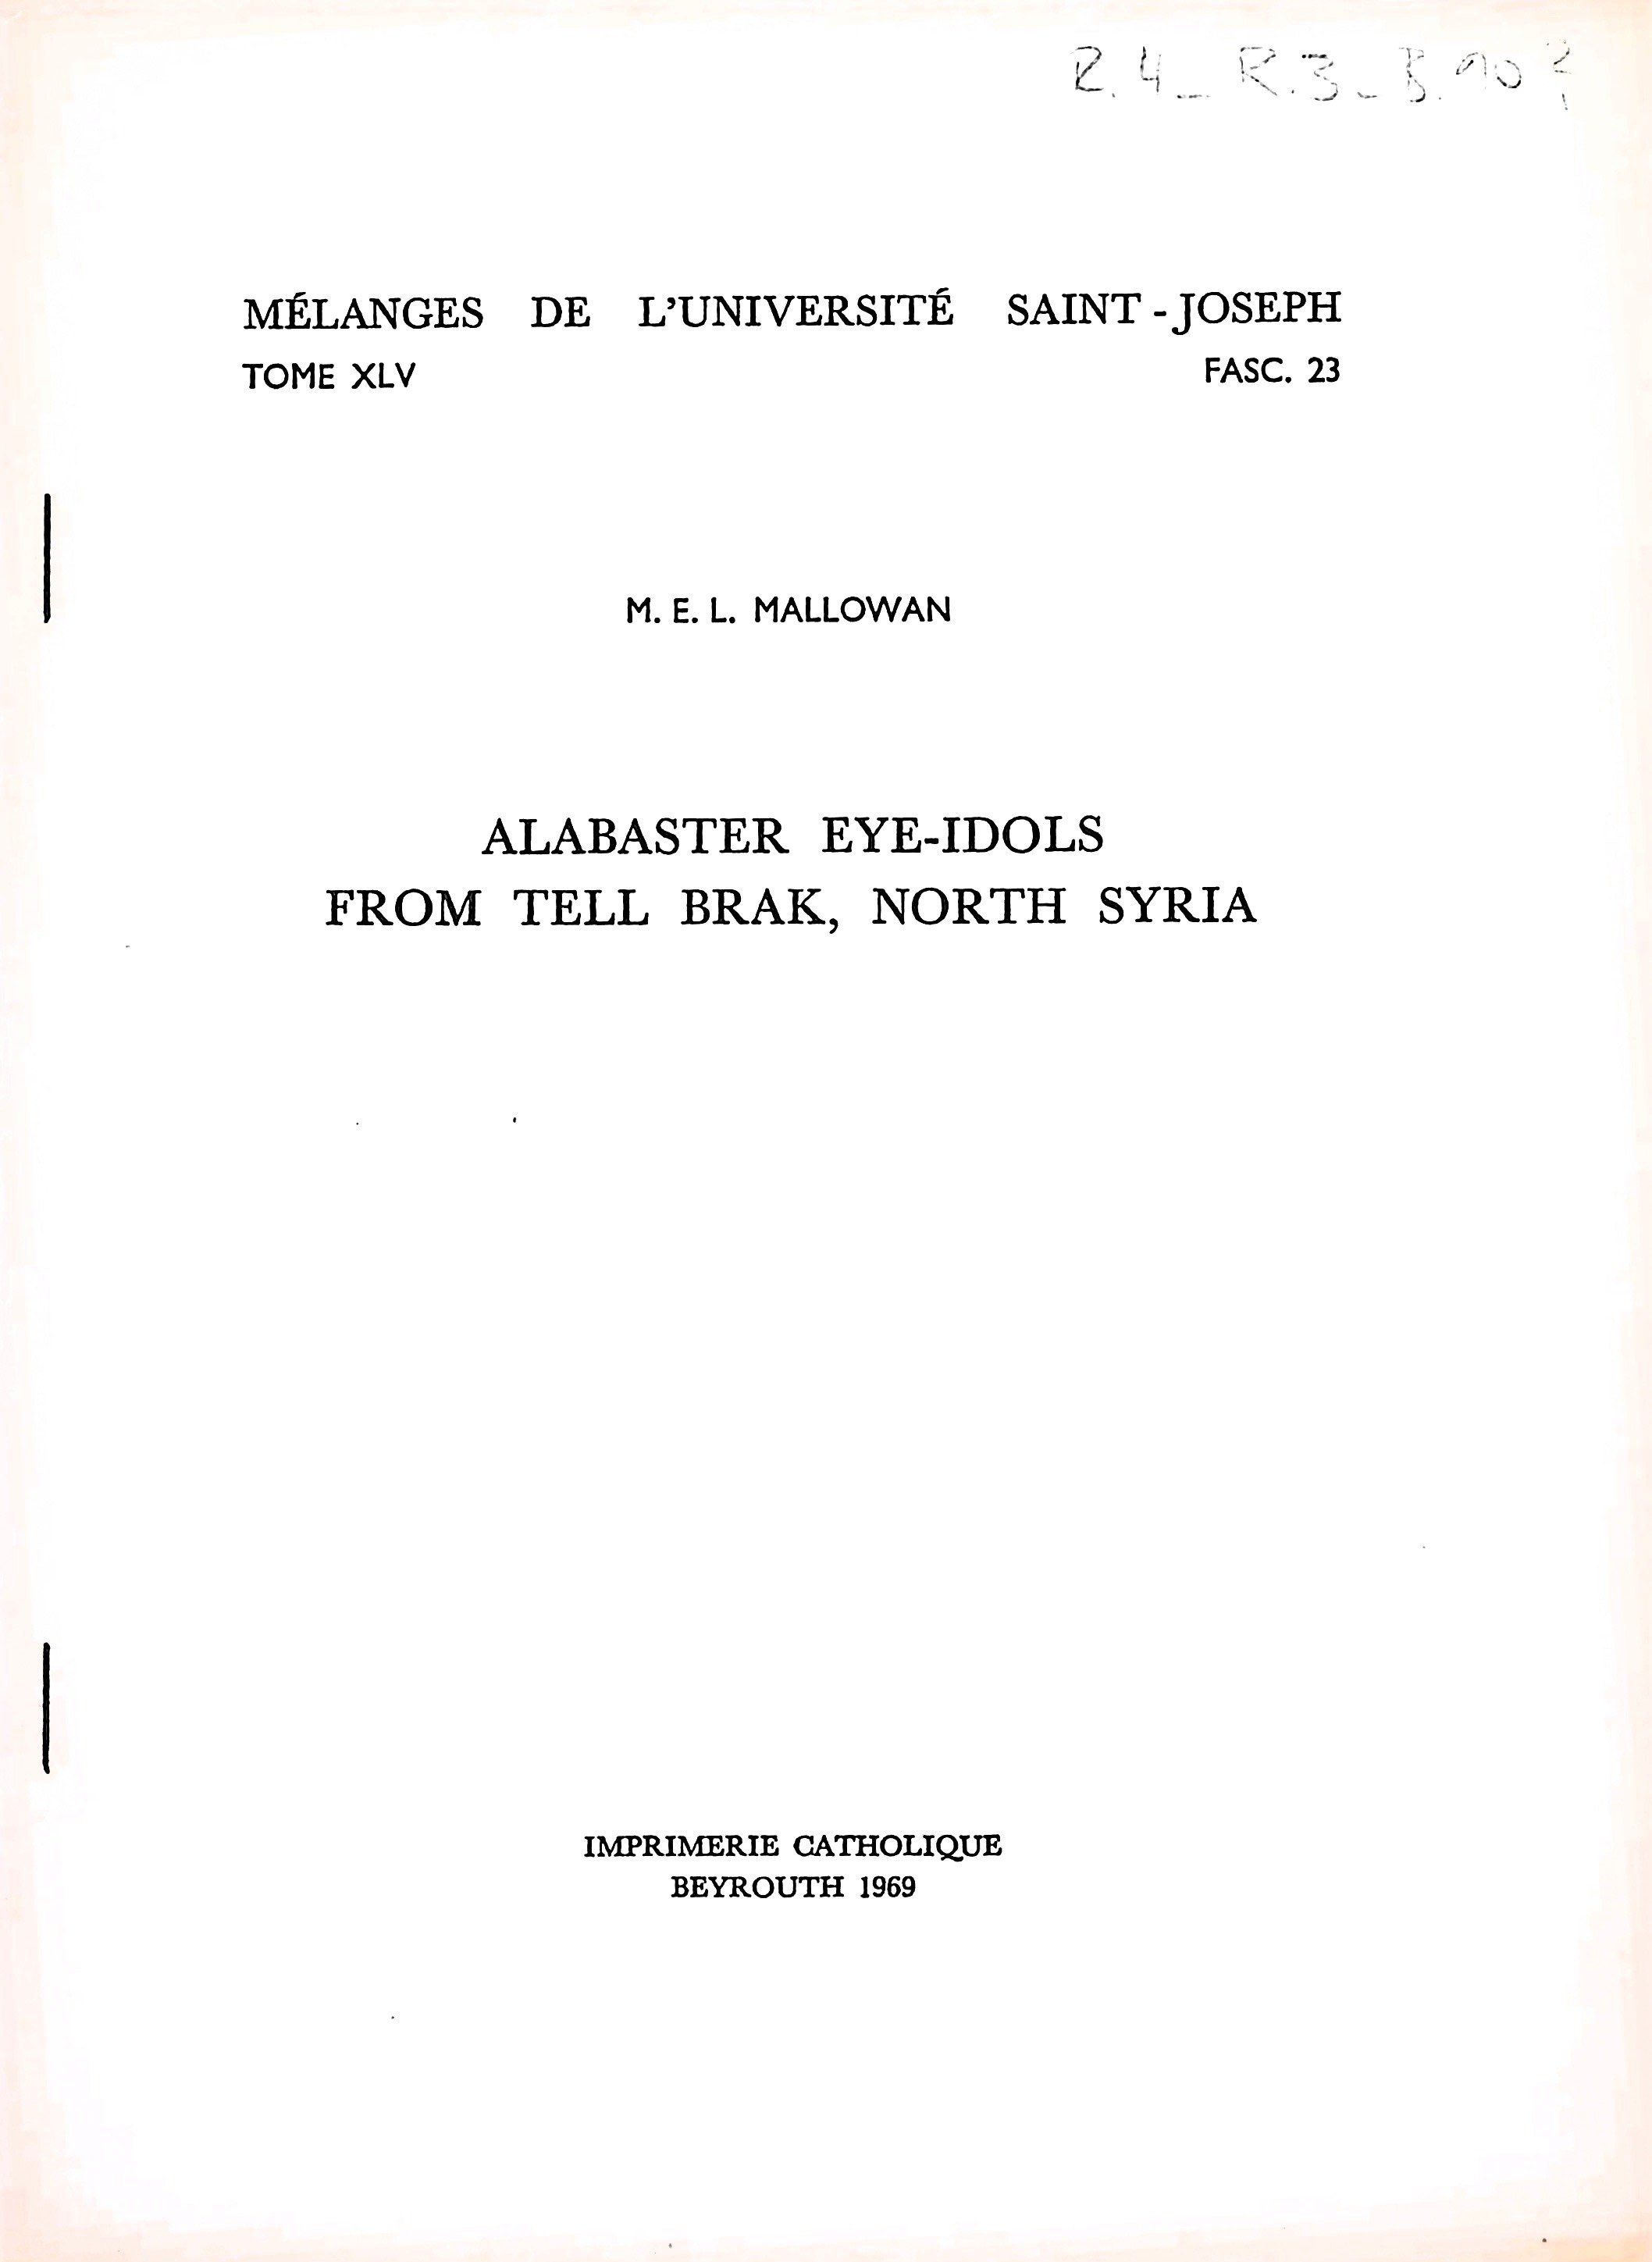 R.4_R.3_B.90?
MÉLANGES DE L'UNIVERSITÉ SAINT-JOSEPH
TOME XLV FASC. 23
M. E. L. MALLOWAN
ALABASTER EYE-IDOLS
FROM TELL BRAK, NORTH SYRIA
IMPRIMERIE CATHOLIQUE
BEYROUTH 1969